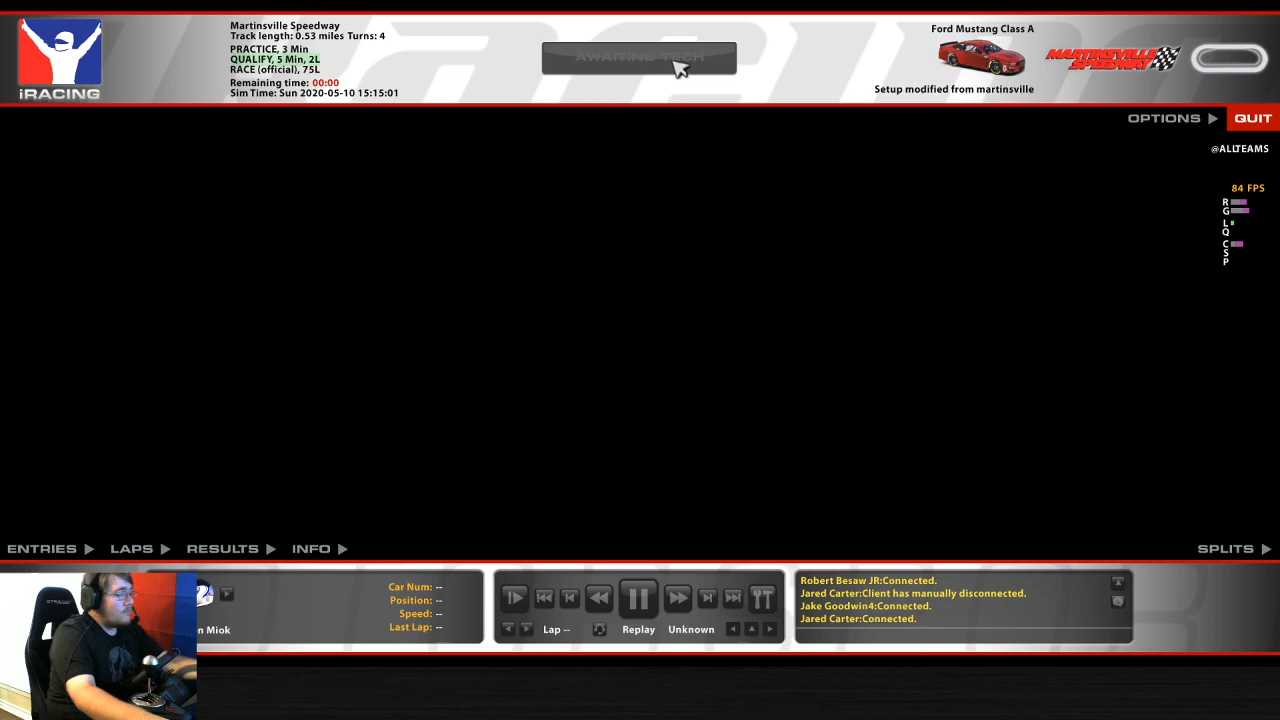 iRACING
Martinsville Speedway
Track length: 0.53 miles Turns: 4
PRACTICE, 3 Min
QUALIFY, 5 Min, 2L
RACE (official), 75L
Remaining time: 00:00
Sim Time: Sun 2020-05-10 15:15:01
AWAITING TECH
Ford Mustang Class A
MARTINSVILLE
SPEEDWAY
Setup modified from martinsville
OPTIONS
QUIT
@ALLTEAMS
84 FPS
R
G
L
Q
C
S
P
ENTRIES
LAPS
RESULTS
INFO
SPLITS
Car Num: --
Position: --
Speed: --
Last Lap: --
n Miok
Lap --
Replay
Unknown
Robert Besaw JR:Connected.
Jared Carter:Client has manually disconnected.
Jake Goodwin4:Connected.
Jared Carter:Connected.